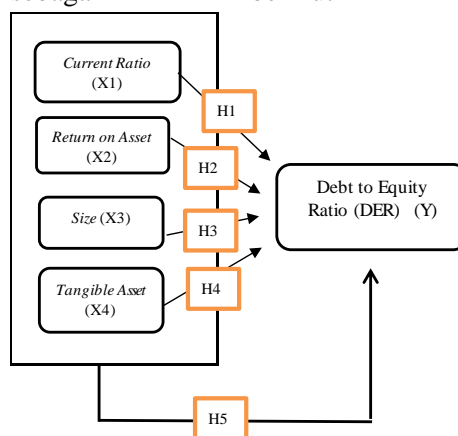 Current Ratio
(X1)
H1
Return on Asset
(X2)
H2
Debt to Equity
Ratio (DER) (Y)
Size (X3)
H3
Tangible Asset
(X4)
H4
H5